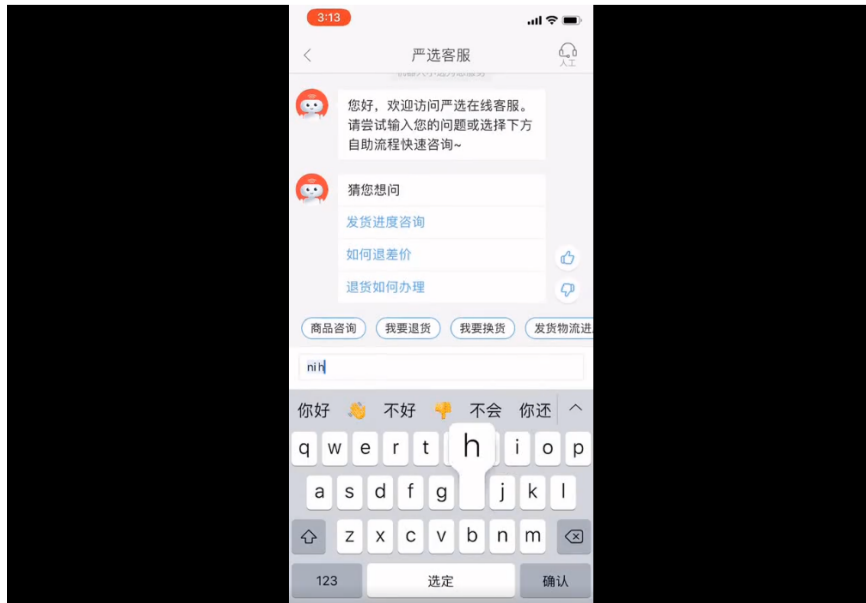 3:13
严选客服
人工
您好，欢迎访问严选在线客服。
请尝试输入您的问题或选择下方
自助流程快速咨询~
猜您想问
发货进度咨询
如何退差价
退货如何办理
商品咨询 我要退货 我要换货 发货物流进
ni h
你好 👋 不好 👎 不会 你还
q w e r t h i o p
a s d f g j k l
z x c v b n m
123 选定 确认